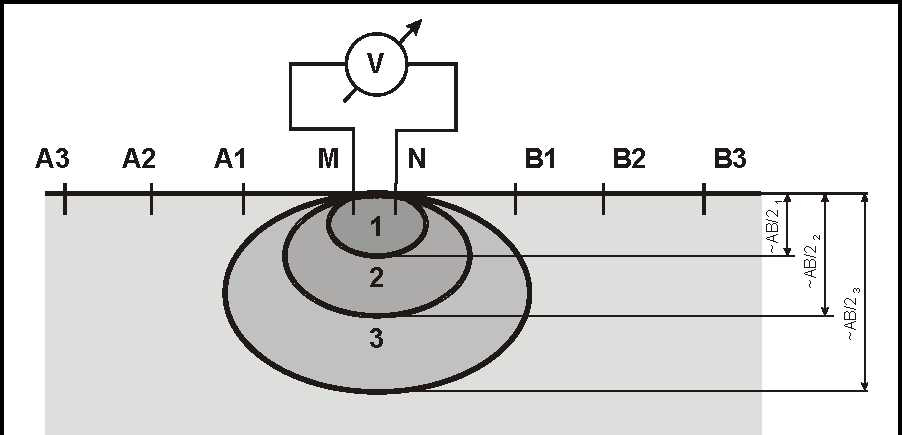 V
A3 A2 A1 M N B1 B2 B3
1
2
3
~AB/2 1
~AB/2 2
~AB/2 3